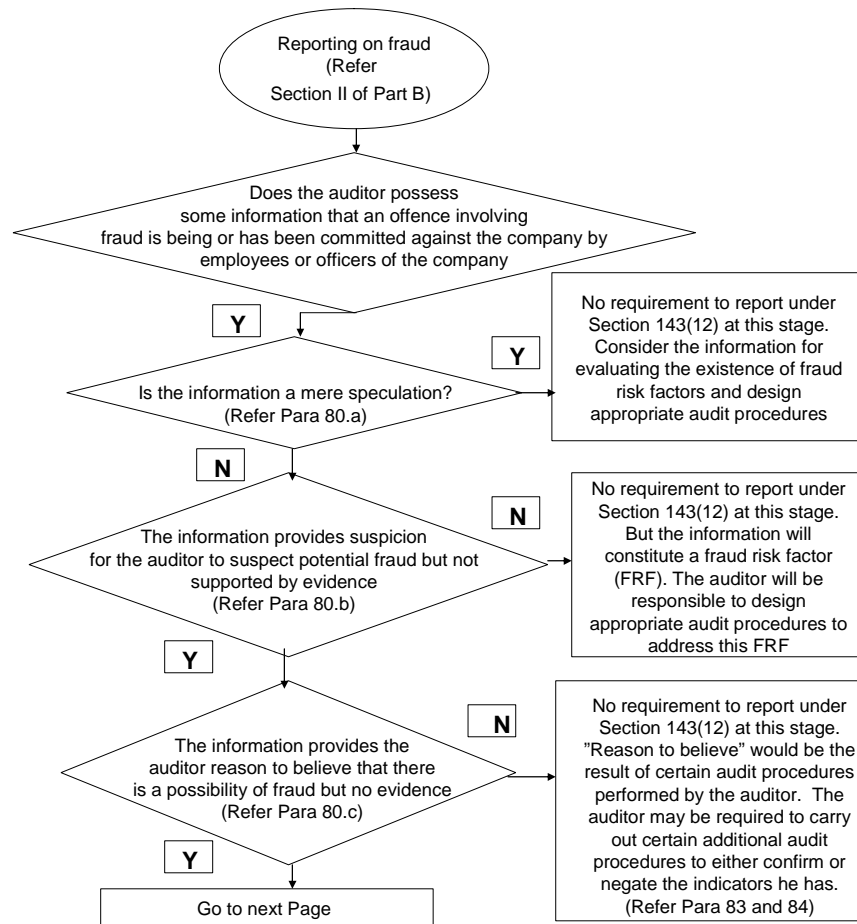 Reporting on fraud
(Refer
Section II of Part B)
Does the auditor possess
some information that an offence involving
fraud is being or has been committed against the company by
employees or officers of the company
Y
Is the information a mere speculation?
(Refer Para 80.a)
Y
No requirement to report under
Section 143(12) at this stage.
Consider the information for
evaluating the existence of fraud
risk factors and design
appropriate audit procedures
N
The information provides suspicion
for the auditor to suspect potential fraud but not
supported by evidence
(Refer Para 80.b)
N
No requirement to report under
Section 143(12) at this stage.
But the information will
constitute a fraud risk factor
(FRF). The auditor will be
responsible to design
appropriate audit procedures to
address this FRF
Y
The information provides the
auditor reason to believe that there
is a possibility of fraud but no evidence
(Refer Para 80.c)
N
No requirement to report under
Section 143(12) at this stage.
”Reason to believe” would be the
result of certain audit procedures
performed by the auditor. The
auditor may be required to carry
out certain additional audit
procedures to either confirm or
negate the indicators he has.
(Refer Para 83 and 84)
Y
Go to next Page